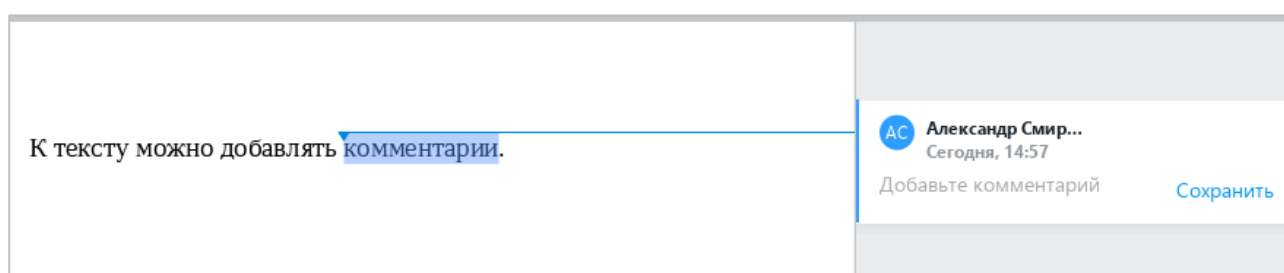 К тексту можно добавлять комментарии.
АС
Александр Смир...
Сегодня, 14:57
Добавьте комментарий
Сохранить